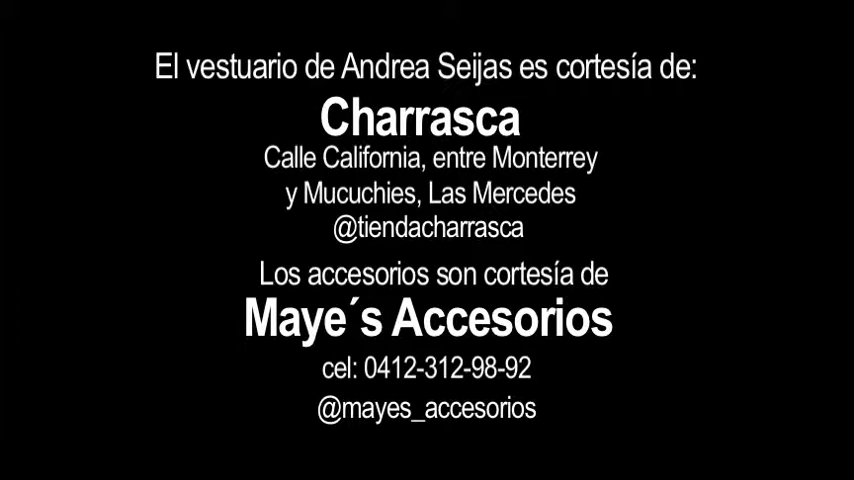 El vestuario de Andrea Seijas es cortesía de:
Charrasca
Calle California, entre Monterrey
y Mucuchies, Las Mercedes
@tiendacharrasca
Los accesorios son cortesía de
Maye´s Accesorios
cel: 0412-312-98-92
@mayes_accesorios